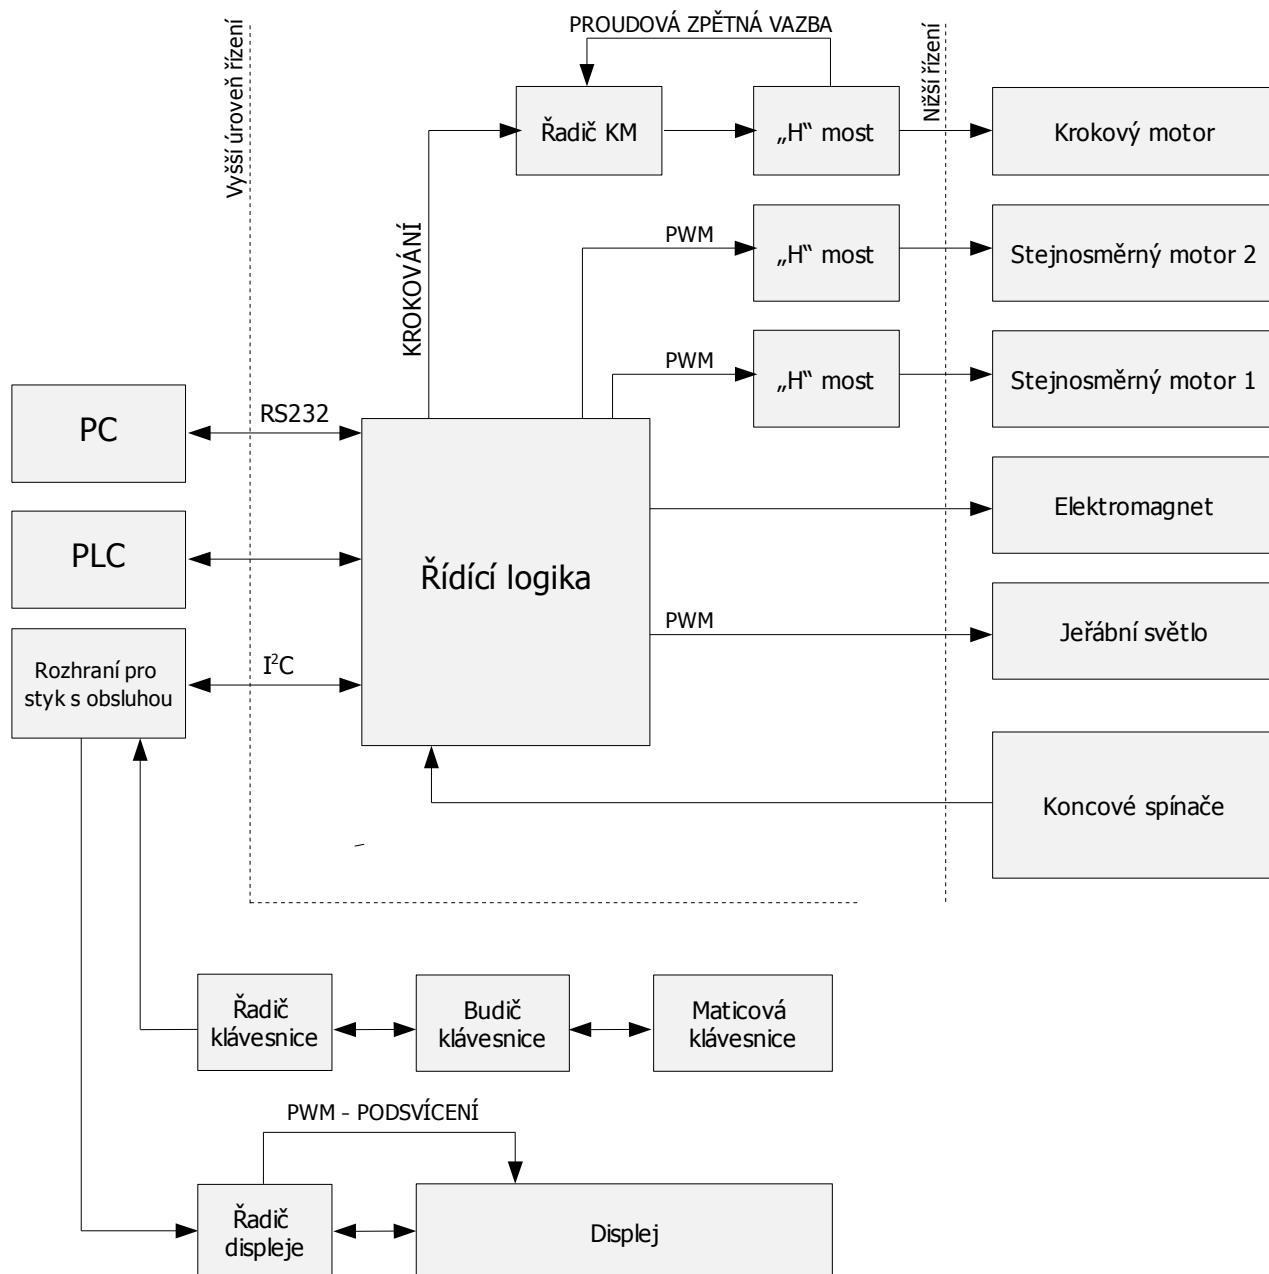 PROUDOVÁ ZPĚTNÁ VAZBA
Vyšší úroveň řízení
Nižší řízení
Řadič KM
„H“ most
Krokový motor
KROKOVÁNÍ
PWM
„H“ most
Stejnosměrný motor 2
PWM
„H“ most
Stejnosměrný motor 1
PC
RS232
Elektromagnet
PLC
Řídící logika
PWM
Jeřábní světlo
Rozhraní pro
styk s obsluhou
I²C
Koncové spínače
Řadič
klávesnice
Budič
klávesnice
Maticová
klávesnice
PWM - PODSVÍCENÍ
Řadič
displeje
Displej